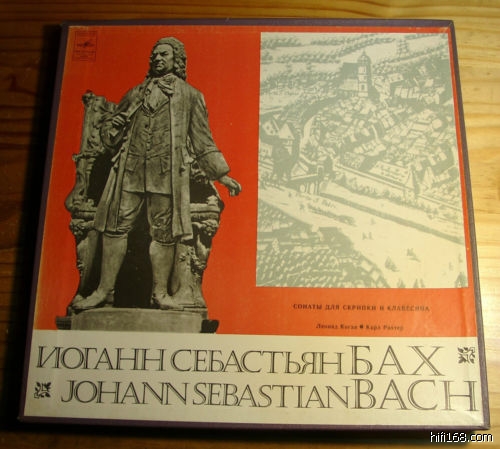 СОНАТЫ ДЛЯ СКРИПКИ И КЛАВЕСИНА
Леонид Коган Карл Рихтер
ИОГАНН СЕБАСТЬЯН БАХ
JOHANN SEBASTIAN BACH
hifi168.com